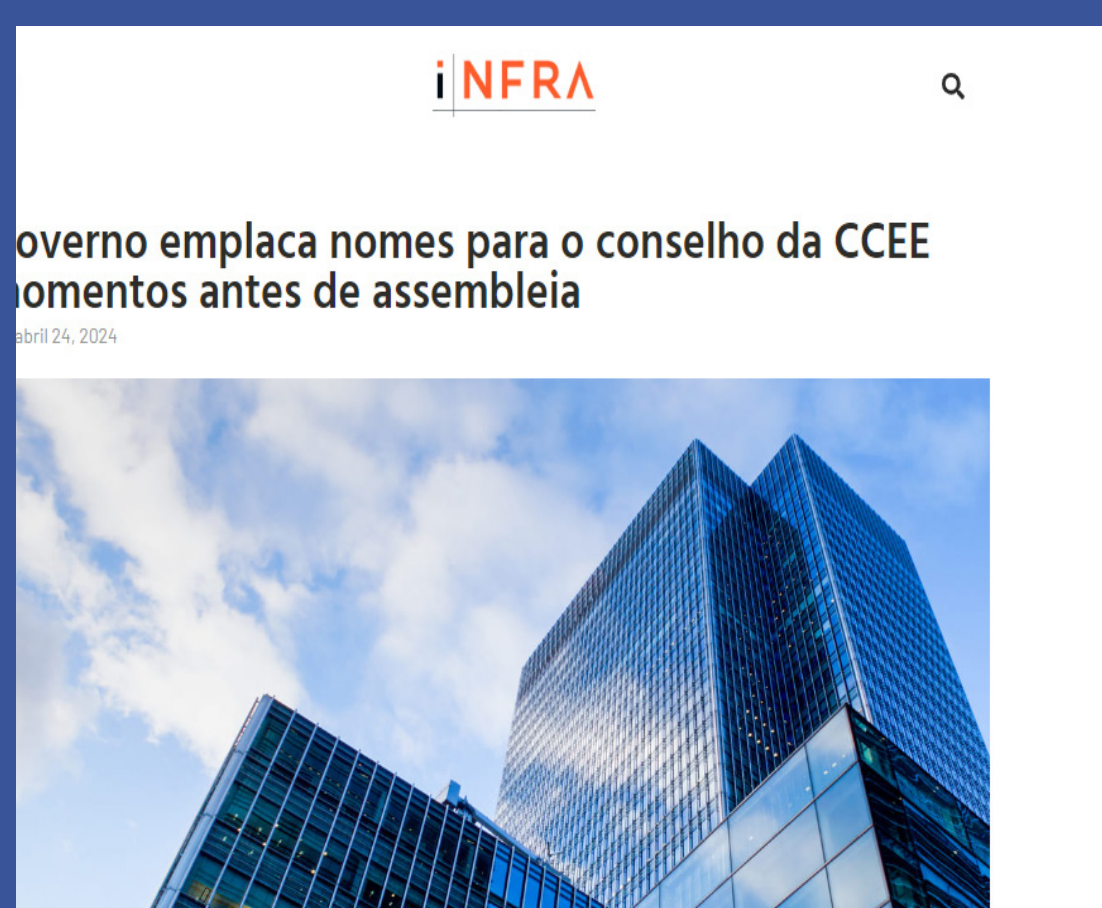 iNFRA
overno emplaca nomes para o conselho da CCEE
omentos antes de assembleia
abril 24, 2024